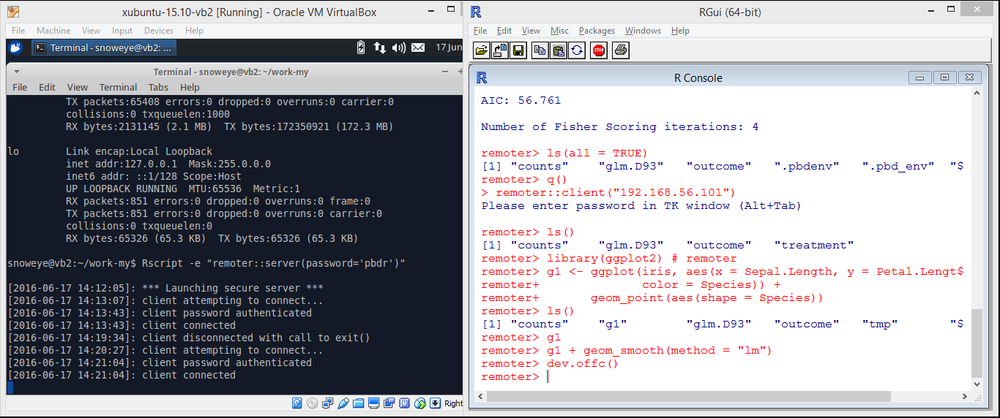 xubuntu-15.10-vb2 [Running] - Oracle VM VirtualBox
File Machine View Input Devices Help
Terminal - snoweye@vb2: ...
17 Jun
Terminal - snoweye@vb2: ~/work-my
File Edit View Terminal Tabs Help
TX packets:65408 errors:0 dropped:0 overruns:0 carrier:0
collisions:0 txqueuelen:1000
RX bytes:2131145 (2.1 MB)  TX bytes:172350921 (172.3 MB)
lo        Link encap:Local Loopback
inet addr:127.0.0.1  Mask:255.0.0.0
inet6 addr: ::1/128 Scope:Host
UP LOOPBACK RUNNING  MTU:65536  Metric:1
RX packets:851 errors:0 dropped:0 overruns:0 frame:0
TX packets:851 errors:0 dropped:0 overruns:0 carrier:0
collisions:0 txqueuelen:0
RX bytes:65326 (65.3 KB)  TX bytes:65326 (65.3 KB)
snoweye@vb2:~/work-my$ Rscript -e "remoter::server(password='pbdr')"
[2016-06-17 14:12:05]: *** Launching secure server ***
[2016-06-17 14:13:07]: client attempting to connect...
[2016-06-17 14:13:43]: client password authenticated
[2016-06-17 14:13:43]: client connected
[2016-06-17 14:19:34]: client disconnected with call to exit()
[2016-06-17 14:20:27]: client attempting to connect...
[2016-06-17 14:21:04]: client password authenticated
[2016-06-17 14:21:04]: client connected
Right
RGui (64-bit)
File Edit View Misc Packages Windows Help
STOP
R Console
AIC: 56.761
Number of Fisher Scoring iterations: 4
remoter> ls(all = TRUE)
[1] "counts"    "glm.D93"   "outcome"   ".pbdenv"   ".pbd_env"  "$
remoter> q()
> remoter::client("192.168.56.101")
Please enter password in TK window (Alt+Tab)
remoter> ls()
[1] "counts"    "glm.D93"   "outcome"   "treatment"
remoter> library(ggplot2) # remoter
remoter> g1 <- ggplot(iris, aes(x = Sepal.Length, y = Petal.Lengt$
remoter+              color = Species)) +
remoter+       geom_point(aes(shape = Species))
remoter> ls()
[1] "counts"    "g1"        "glm.D93"   "outcome"   "tmp"       "$
remoter> g1
remoter> g1 + geom_smooth(method = "lm")
remoter> dev.offc()
remoter>